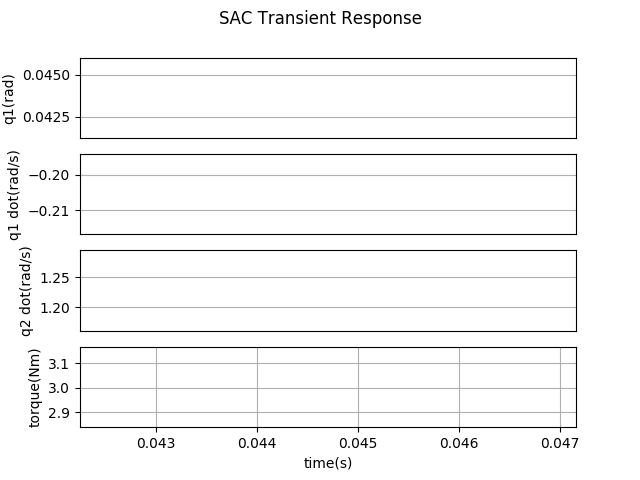 SAC Transient Response
q1(rad)
0.0450
0.0425
q1 dot(rad/s)
−0.20
−0.21
q2 dot(rad/s)
1.25
1.20
torque(Nm)
3.1
3.0
2.9
0.043 0.044 0.045 0.046 0.047
time(s)